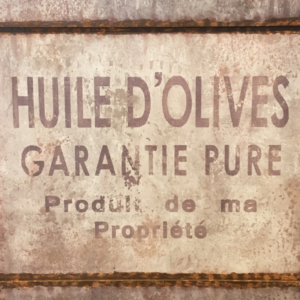 HUILE D'OLIVES
GARANTIE PURE
Produit de ma
Propriété